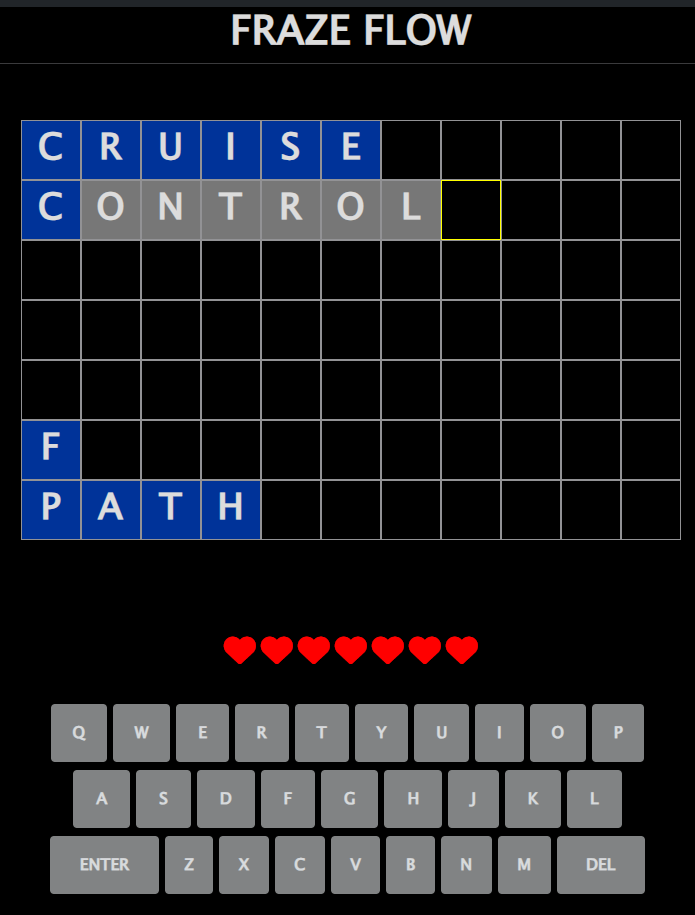 FRAZE FLOW
CRUISE
CONTROL
F
PATH
Q W E R T Y U I O P
A S D F G H J K L
ENTER Z X C V B N M DEL